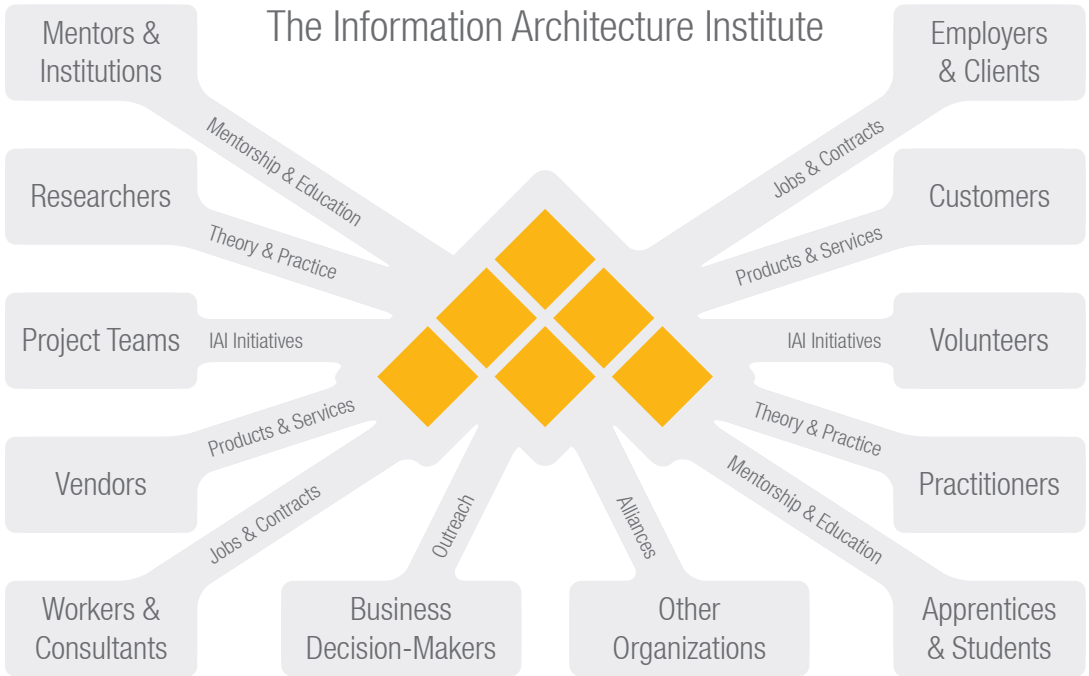 The Information Architecture Institute
Mentors &
Institutions
Mentorship & Education
Researchers
Theory & Practice
Project Teams
IAI Initiatives
Vendors
Products & Services
Workers &
Consultants
Jobs & Contracts
Business
Decision-Makers
Outreach
Other
Organizations
Alliances
Employers
& Clients
Jobs & Contracts
Customers
Products & Services
Volunteers
IAI Initiatives
Practitioners
Theory & Practice
Apprentices
& Students
Mentorship & Education